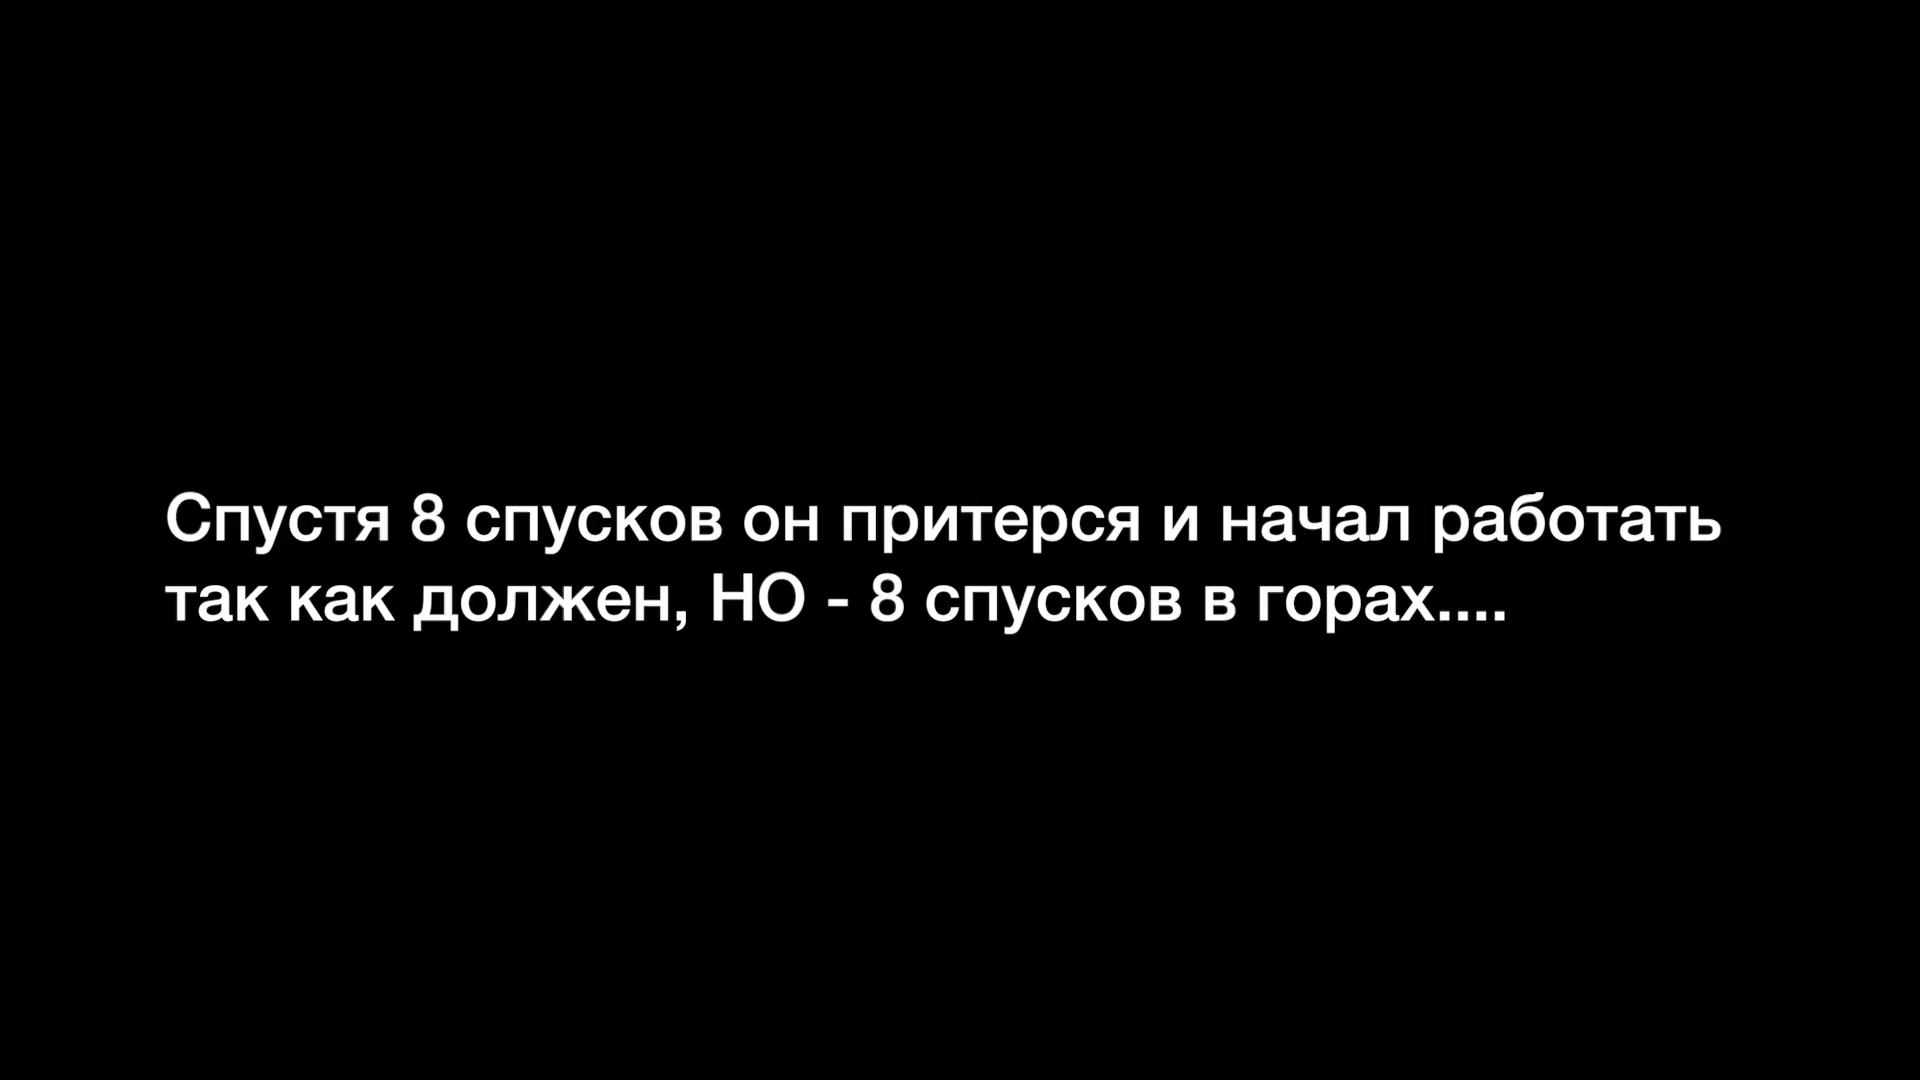 Спустя 8 спусков он притерся и начал работать
так как должен, НО - 8 спусков в горах....